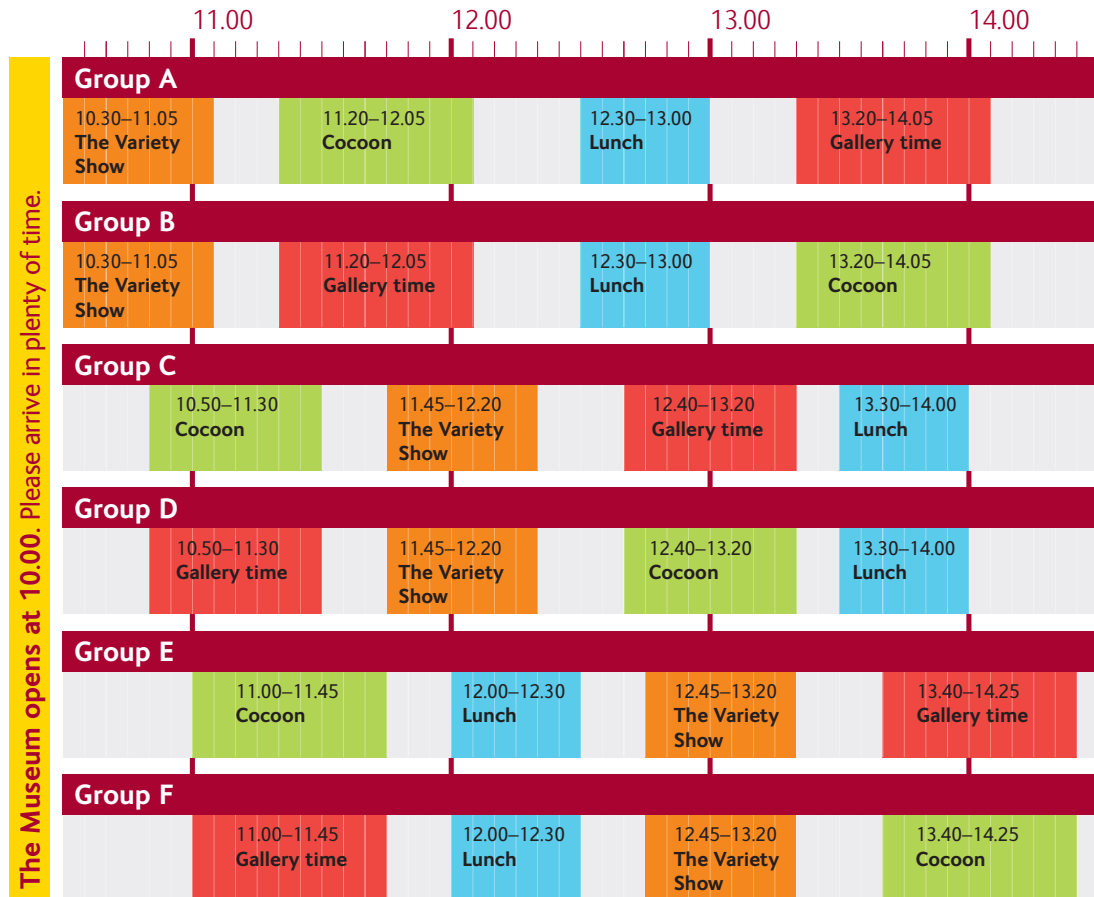 11.00 12.00 13.00 14.00
The Museum opens at 10.00. Please arrive in plenty of time.
Group A
10.30–11.05
The Variety
Show
11.20–12.05
Cocoon
12.30–13.00
Lunch
13.20–14.05
Gallery time
Group B
10.30–11.05
The Variety
Show
11.20–12.05
Gallery time
12.30–13.00
Lunch
13.20–14.05
Cocoon
Group C
10.50–11.30
Cocoon
11.45–12.20
The Variety
Show
12.40–13.20
Gallery time
13.30–14.00
Lunch
Group D
10.50–11.30
Gallery time
11.45–12.20
The Variety
Show
12.40–13.20
Cocoon
13.30–14.00
Lunch
Group E
11.00–11.45
Cocoon
12.00–12.30
Lunch
12.45–13.20
The Variety
Show
13.40–14.25
Gallery time
Group F
11.00–11.45
Gallery time
12.00–12.30
Lunch
12.45–13.20
The Variety
Show
13.40–14.25
Cocoon